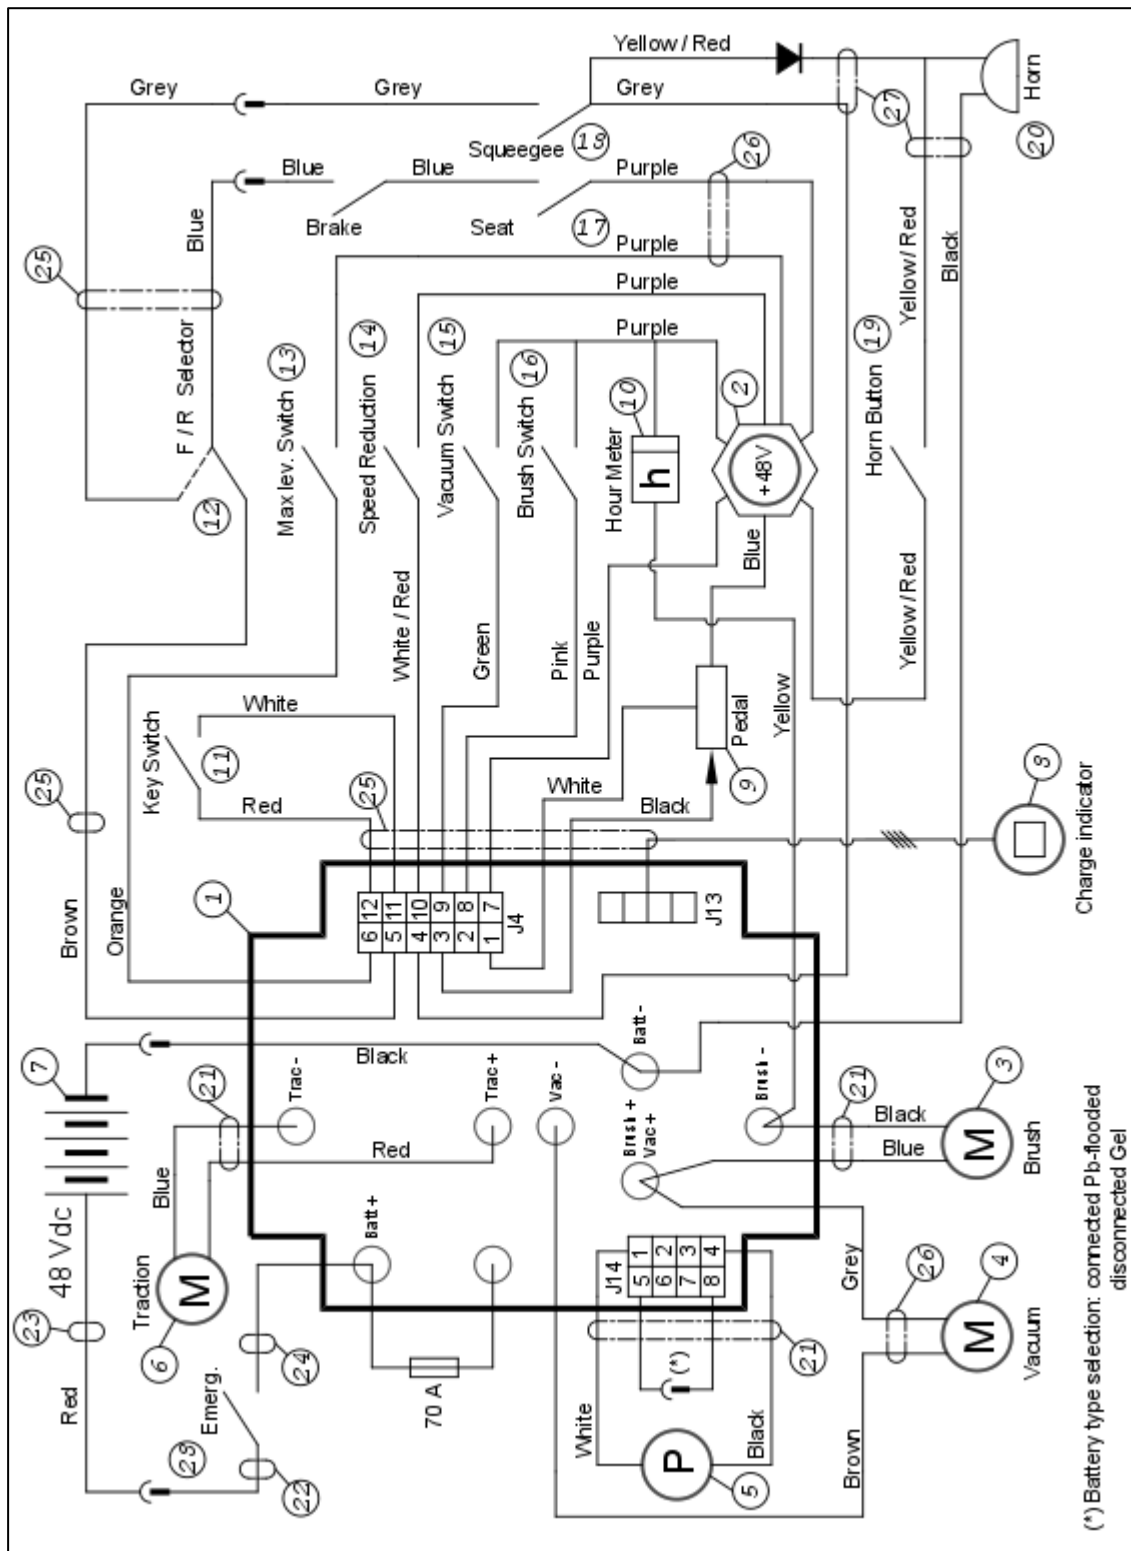 Red
23
48 Vdc
7
Brown
25
Orange
Grey
25
Blue
Traction
M
6
Blue
21
Emerg.
28
22
24
Key Switch
11
Red
White
12
F / R Selector
Grey
Blue
Trac-
1
Max lev. Switch
13
Brake
Blue
Grey
Batt+
Black
Red
6 12
5 11
4 10
3 9
2 8
1 7
J4
25
White / Red
Speed Reduction
14
70 A
Trac+
Green
Vacuum Switch
15
Seat
17
Squeegee
18
Vac-
Pink
Brush Switch
16
Purple
White
P
5
Black
(*)
21
J14
5 1
6 2
7 3
8 4
Brush +
Vac+
Batt-
White
Black
Purple
Hour Meter
10
h
Purple
Purple
Purple
Purple
Grey
Yellow / Red
J13
Pedal
9
Blue
+48V
2
26
Brush -
Yellow
Brown
Grey
26
Blue
Black
21
Yellow/Red
Horn Button
19
Yellow/Red
Black
27
M
4
Vacuum
M
3
Brush
8
Charge indicator
20
Horn
(*) Battery type selection: connected Pb-flooded
disconnected Gel